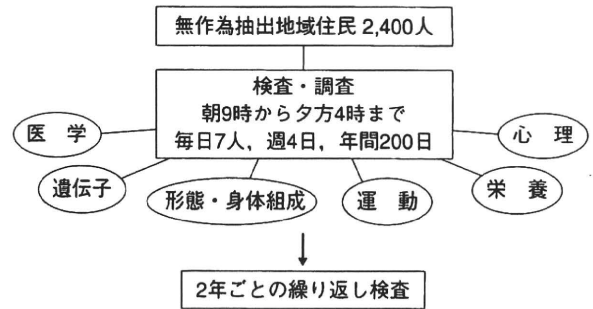 無作為抽出地域住民 2,400人
検査・調査
朝9時から夕方4時まで
毎日7人，週4日，年間200日
医　学
心　理
遺伝子
形態・身体組成
運　動
栄　養
2年ごとの繰り返し検査